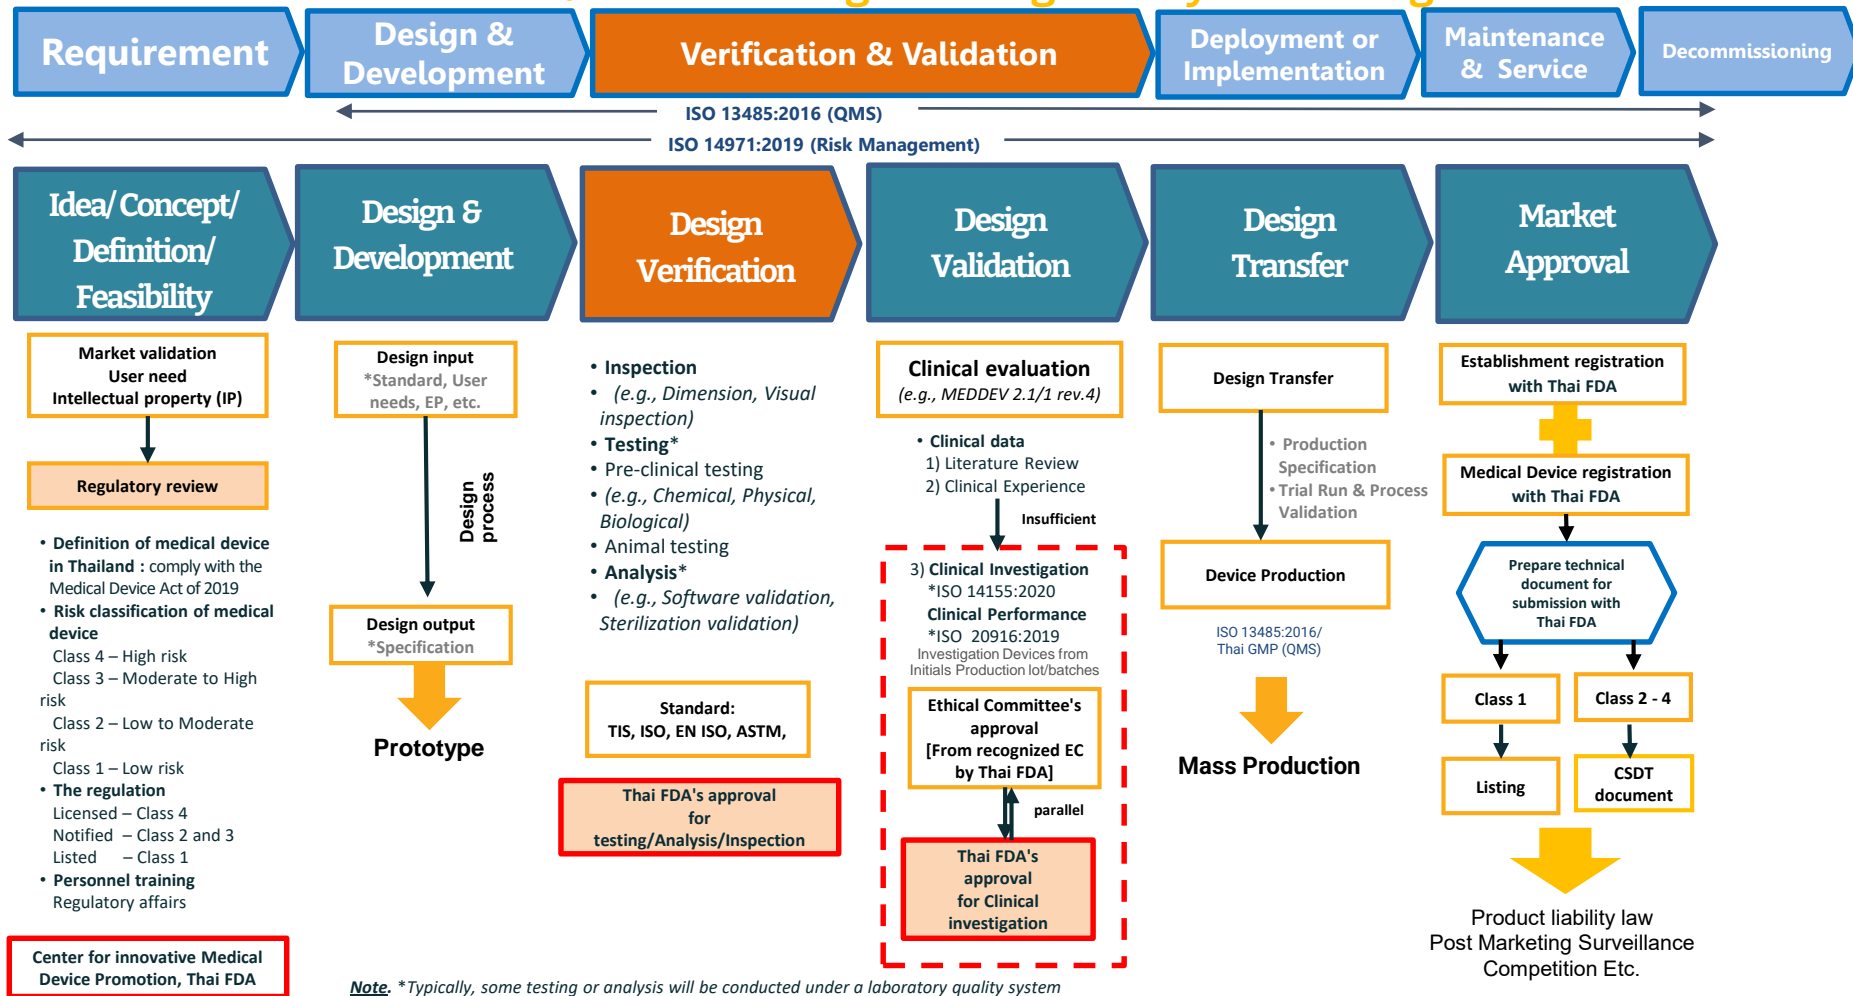 Requirement
Design &
Development
Verification & Validation
Deployment or
Implementation
Maintenance
& Service
Decommissioning
ISO 13485:2016 (QMS)
ISO 14971:2019 (Risk Management)
Idea/ Concept/
Definition/
Feasibility
Design &
Development
Design
Verification
Design
Validation
Design
Transfer
Market
Approval
Market validation
User need
Intellectual property (IP)
Regulatory review
• Definition of medical device
in Thailand : comply with the
Medical Device Act of 2019
• Risk classification of medical
device
Class 4 – High risk
Class 3 – Moderate to High
risk
Class 2 – Low to Moderate
risk
Class 1 – Low risk
• The regulation
Licensed – Class 4
Notified – Class 2 and 3
Listed – Class 1
• Personnel training
Regulatory affairs
Center for innovative Medical
Device Promotion, Thai FDA
Design input
*Standard, User
needs, EP, etc.
Design
process
Design output
*Specification
Prototype
• Inspection
• (e.g., Dimension, Visual
inspection)
• Testing*
• Pre-clinical testing
• (e.g., Chemical, Physical,
Biological)
• Animal testing
• Analysis*
• (e.g., Software validation,
Sterilization validation)
Standard:
TIS, ISO, EN ISO, ASTM,
Thai FDA's approval
for
testing/Analysis/Inspection
Clinical evaluation
(e.g., MEDDEV 2.1/1 rev.4)
• Clinical data
1) Literature Review
2) Clinical Experience
Insufficient
3) Clinical Investigation
*ISO 14155:2020
Clinical Performance
*ISO 20916:2019
Investigation Devices from
Initials Production lot/batches
Ethical Committee's
approval
[From recognized EC
by Thai FDA]
parallel
Thai FDA's
approval
for Clinical
investigation
Design Transfer
• Production
Specification
• Trial Run & Process
Validation
Device Production
ISO 13485:2016/
Thai GMP (QMS)
Mass Production
Establishment registration
with Thai FDA
Medical Device registration
with Thai FDA
Prepare technical
document for
submission with
Thai FDA
Class 1
Class 2 - 4
Listing
CSDT
document
Product liability law
Post Marketing Surveillance
Competition Etc.
Note. *Typically, some testing or analysis will be conducted under a laboratory quality system